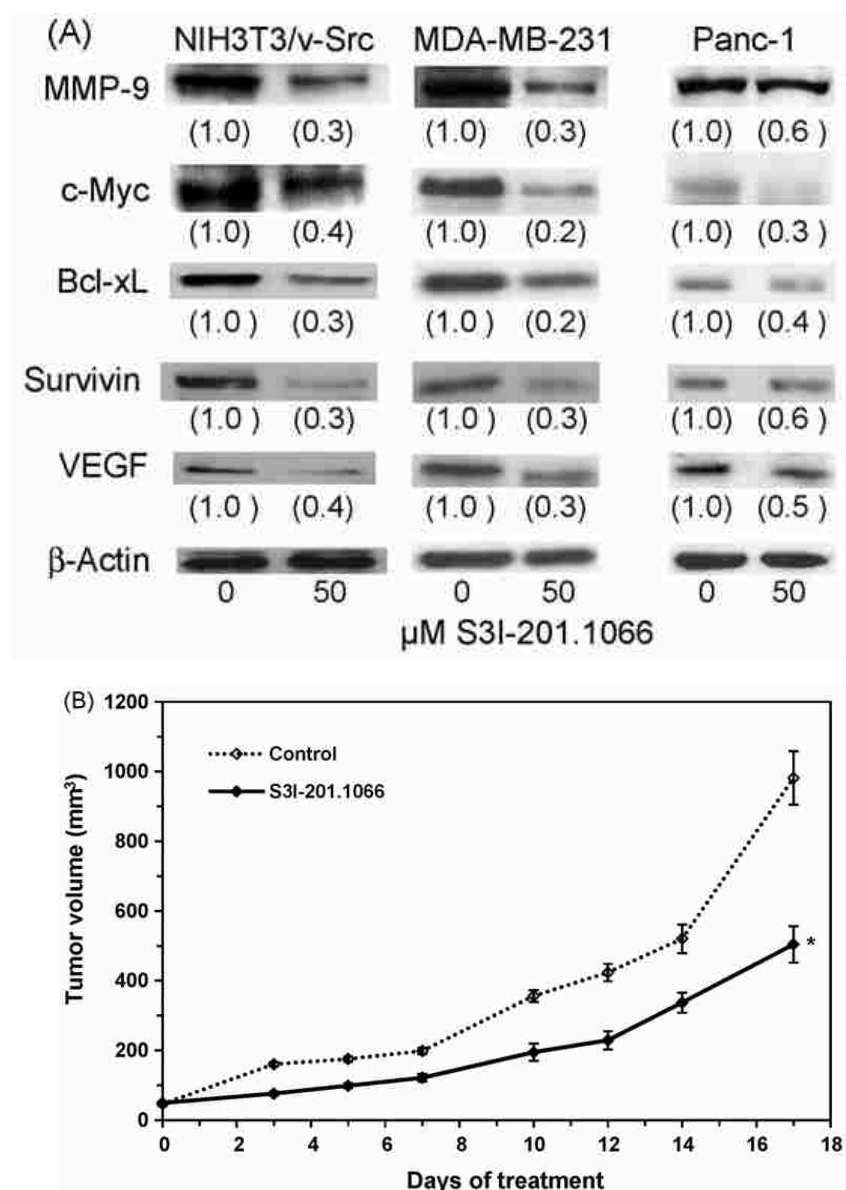 (A)
NIH3T3/v-Src MDA-MB-231 Panc-1
MMP-9
(1.0) (0.3) (1.0) (0.3) (1.0) (0.6 )
c-Myc
(1.0) (0.4) (1.0) (0.2) (1.0) (0.3 )
Bcl-xL
(1.0 ) (0.3) (1.0 ) (0.2) (1.0) (0.4 )
Survivin
(1.0 ) (0.3) (1.0 ) (0.3) (1.0) (0.6 )
VEGF
(1.0 ) (0.4) (1.0 ) (0.3) (1.0) (0.5 )
β-Actin
0 50 0 50 0 50
μM S3I-201.1066
(B)
1200
1000
800
600
400
200
0
Tumor volume (mm³)
Control
S3I-201.1066
*
0 2 4 6 8 10 12 14 16 18
Days of treatment